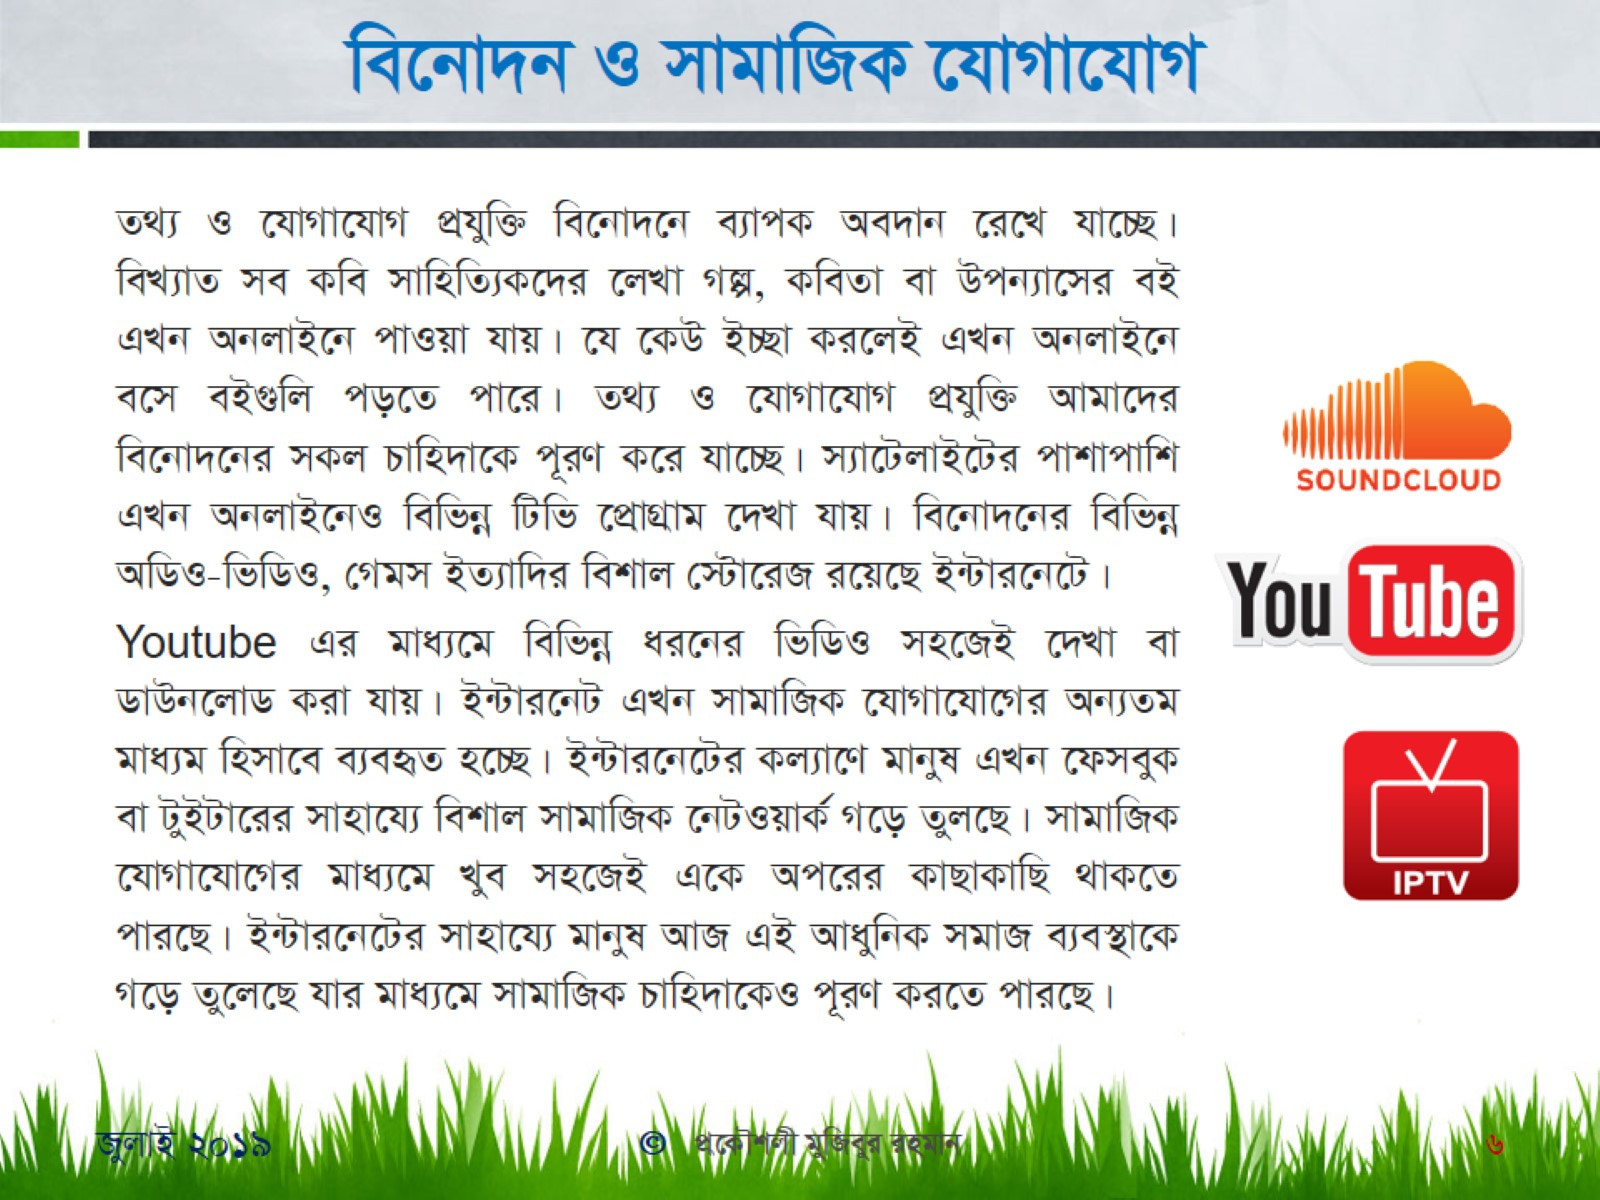 বিনোদন ও সামাজিক যোগাযোগ
তথ্য ও যোগাযোগ প্রযুক্তি বিনোদনে ব্যাপক অবদান রেখে যাচ্ছে।
বিখ্যাত সব কবি সাহিত্যিকদের লেখা গল্প, কবিতা বা উপন্যাসের বই
এখন অনলাইনে পাওয়া যায়। যে কেউ ইচ্ছা করলেই এখন অনলাইনে
বসে বইগুলি পড়তে পারে। তথ্য ও যোগাযোগ প্রযুক্তি আমাদের
বিনোদনের সকল চাহিদাকে পূরণ করে যাচ্ছে। স্যাটেলাইটের পাশাপাশি
এখন অনলাইনেও বিভিন্ন টিভি প্রোগ্রাম দেখা যায়। বিনোদনের বিভিন্ন
অডিও-ভিডিও, গেমস ইত্যাদির বিশাল স্টোরেজ রয়েছে ইন্টারনেটে।
Youtube এর মাধ্যমে বিভিন্ন ধরনের ভিডিও সহজেই দেখা বা
ডাউনলোড করা যায়। ইন্টারনেট এখন সামাজিক যোগাযোগের অন্যতম
মাধ্যম হিসাবে ব্যবহৃত হচ্ছে। ইন্টারনেটের কল্যাণে মানুষ এখন ফেসবুক
বা টুইটারের সাহায্যে বিশাল সামাজিক নেটওয়ার্ক গড়ে তুলছে। সামাজিক
যোগাযোগের মাধ্যমে খুব সহজেই একে অপরের কাছাকাছি থাকতে
পারছে। ইন্টারনেটের সাহায্যে মানুষ আজ এই আধুনিক সমাজ ব্যবস্থাকে
গড়ে তুলেছে যার মাধ্যমে সামাজিক চাহিদাকেও পূরণ করতে পারছে।
SOUNDCLOUD
YouTube
IPTV
জুলাই ২০১৯
© প্রকৌশলী মুজিবুর রহমান
৬